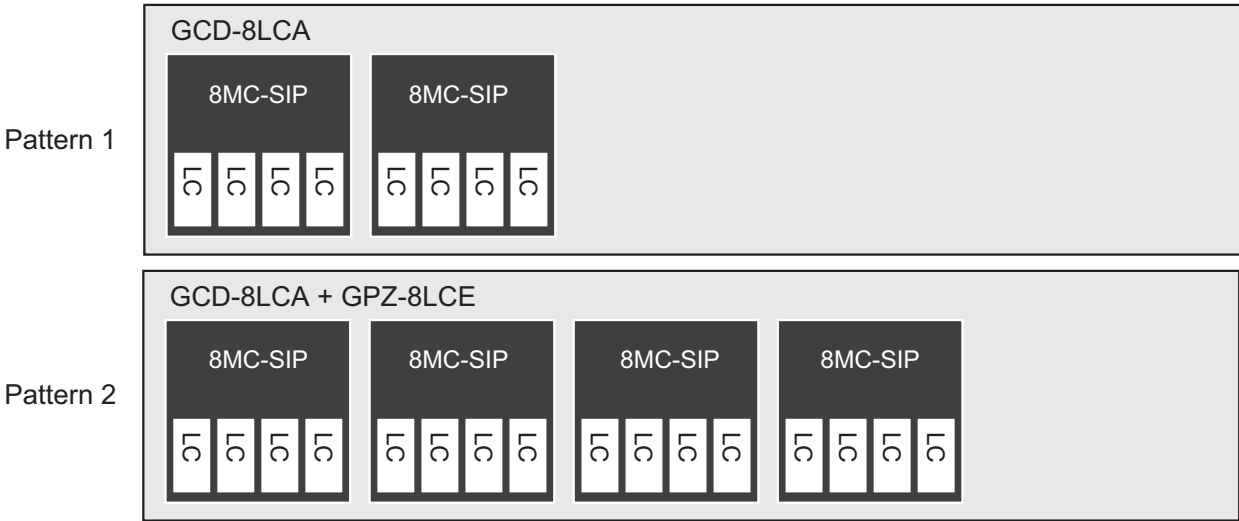 Pattern 1
GCD-8LCA
8MC-SIP 8MC-SIP
LC LC LC LC LC LC LC LC
Pattern 2
GCD-8LCA + GPZ-8LCE
8MC-SIP 8MC-SIP 8MC-SIP 8MC-SIP
LC LC LC LC LC LC LC LC LC LC LC LC LC LC LC LC